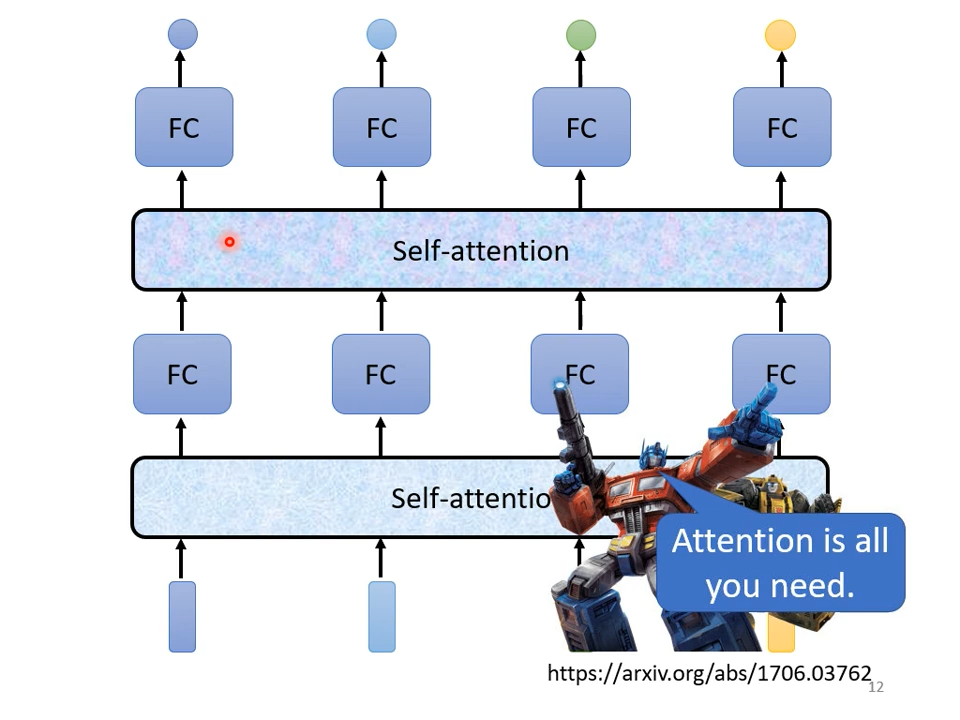 FC FC FC FC
Self-attention
FC FC FC FC
Self-attentio
Attention is all
you need.
https://arxiv.org/abs/1706.03762
12